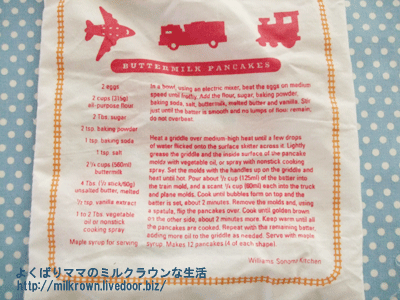 BUTTERMILK PANCAKES
2 eggs
2 cups (315g)
all-purpose flour
2 Tbs. sugar
2 tsp. baking powder
1 tsp. baking soda
1 tsp. salt
2 ¼ cups (560ml)
buttermilk
4 Tbs (½ stick/60g)
unsalted butter, melted
½ tsp. vanilla extract
1 to 2 Tbs. vegetable
oil or nonstick
cooking spray
Maple syrup for serving
In a bowl, using an electric mixer, beat the eggs on medium
speed until frothy. Add the flour, sugar, baking powder,
baking soda, salt, buttermilk, melted butter and vanilla. Stir
just until the batter is smooth and no lumps of flour remain;
do not overbeat.
Heat a griddle over medium-high heat until a few drops
of water flicked onto the surface skitter across it. Lightly
grease the griddle and the inside surface of the pancake
molds with vegetable oil, or spray with nonstick cooking
spray. Set the molds with the handles up on the griddle and
heat until hot. Pour about ½ cup (125ml) of the batter into
the train mold, and a scant ¼ cup (60ml) each into the truck
and plane molds. Cook until bubbles form on top and the
batter is set, about 2 minutes. Remove the molds and, using
a spatula, flip the pancakes over. Cook until golden brown
on the other side, about 2 minutes more. Keep warm until all
the pancakes are cooked. Repeat with the remaining batter,
adding more oil to the griddle as needed. Serve with maple
syrup. Makes 12 pancakes (4 of each shape).
Williams Sonoma Kitchen
よくばりママのミルクラウンな生活
http://milkrown.livedoor.biz/